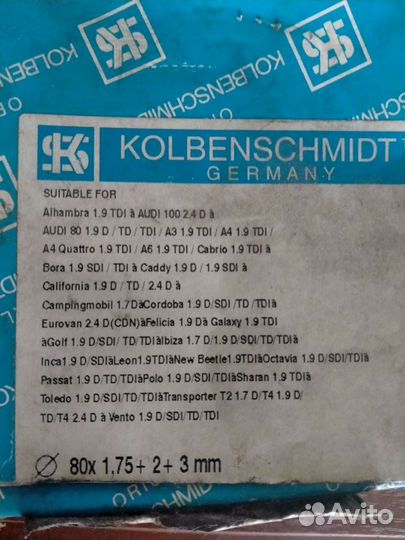 KOLBENSCHMIDT
KOLBENSCHMIDT
KS
KOLBENSCHMIDT
GERMANY
SUITABLE FOR
Alhambra 1.9 TDI à AUDI 100 2.4 D à
AUDI 80 1.9 D / TD / TDI / A3 1.9 TDI / A4 1.9 TDI /
A4 Quattro 1.9 TDI / A6 1.9 TDI / Cabrio 1.9 TDI à
Bora 1.9 SDI / TDI à Caddy 1.9 D / 1.9 SDI à
California 1.9 D / TD / 2.4 D à
Campingmobil 1.7DàCordoba 1.9 D/SDI/TD/TDIà
Eurovan 2.4 D(CDN)àFelicia 1.9 Dà Galaxy 1.9 TDI
àGolf 1.9 D/SDI/ TD/TDIàIbiza 1.7 D/1.9 D/SDI/TD/TDIà
Inca1.9 D/SDIàLeon1.9TDIàNew Beetle1.9TDIàOctavia 1.9 D/SDI/TDIà
Passat 1.9 D/TD/TDIàPolo 1.9 D/SDI/TDIàSharan 1.9 TDIà
Toledo 1.9 D/SDI/TD/TDIàTransporter T2 1.7 D/T4 1.9 D/
TD/T4 2.4 D à Vento 1.9 D/SDI/TD/TDI
Ø 80x 1,75+ 2+ 3 mm
Avito